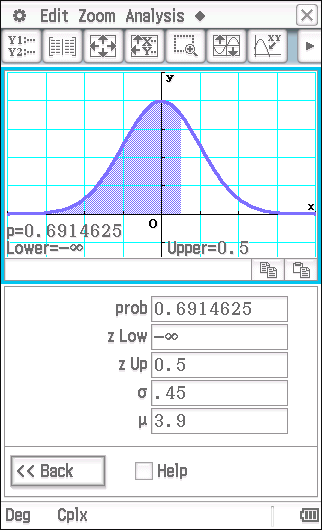 Edit Zoom Analysis ◆
Y1:··· Y2:··· XY
y
x
O
p=0.6914625
Lower=-∞ Upper=0.5
prob 0.6914625
z Low -∞
z Up 0.5
σ .45
μ 3.9
<< Back Help
Deg Cplx